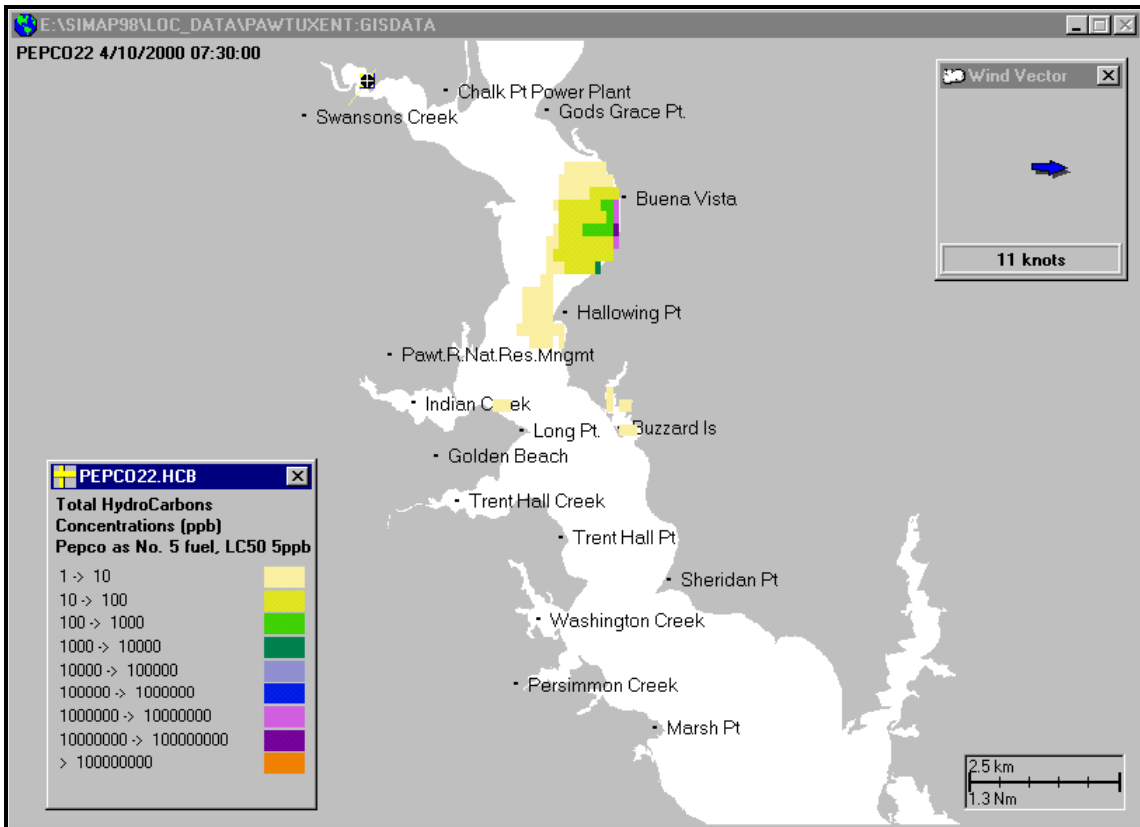 E:\SIMAP98\LOC_DATA\PAWTUXENT:GISDATA
PEPCO22 4/10/2000 07:30:00
Wind Vector
11 knots
Chalk Pt Power Plant
Gods Grace Pt.
Swansons Creek
Buena Vista
Hallowing Pt
Pawt.R.Nat.Res.Mngmt
Indian C ek
Long Pt.
Buzzard Is
Golden Beach
Trent Hall Creek
Trent Hall Pt
Sheridan Pt
Washington Creek
Persimmon Creek
Marsh Pt
PEPCO22.HCB
Total HydroCarbons
Concentrations (ppb)
Pepco as No. 5 fuel, LC50 5ppb
1 -> 10
10 -> 100
100 -> 1000
1000 -> 10000
10000 -> 100000
100000 -> 1000000
1000000 -> 10000000
10000000 -> 100000000
> 100000000
2.5 km
1.3 Nm